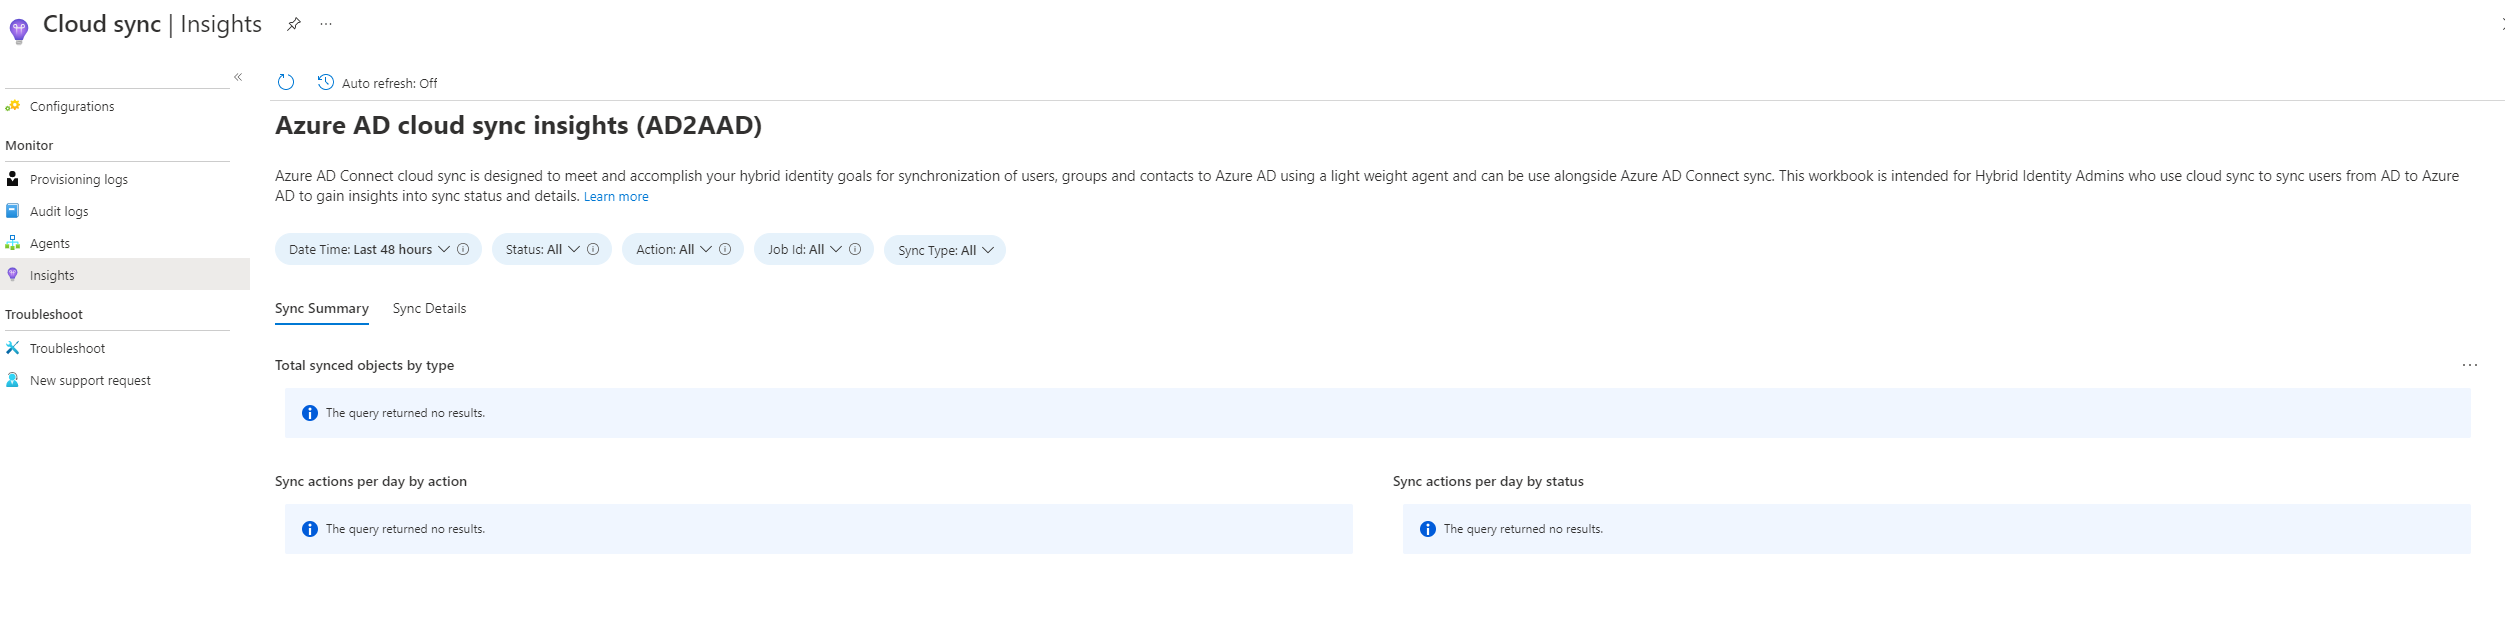 Cloud sync | Insights
Auto refresh: Off
Configurations
Monitor
Provisioning logs
Audit logs
Agents
Insights
Troubleshoot
Troubleshoot
New support request
Azure AD cloud sync insights (AD2AAD)
Azure AD Connect cloud sync is designed to meet and accomplish your hybrid identity goals for synchronization of users, groups and contacts to Azure AD using a light weight agent and can be use alongside Azure AD Connect sync. This workbook is intended for Hybrid Identity Admins who use cloud sync to sync users from AD to Azure
AD to gain insights into sync status and details. Learn more
Date Time: Last 48 hours Status: All Action: All Job Id: All Sync Type: All
Sync Summary Sync Details
Total synced objects by type
The query returned no results.
Sync actions per day by action
The query returned no results.
Sync actions per day by status
The query returned no results.